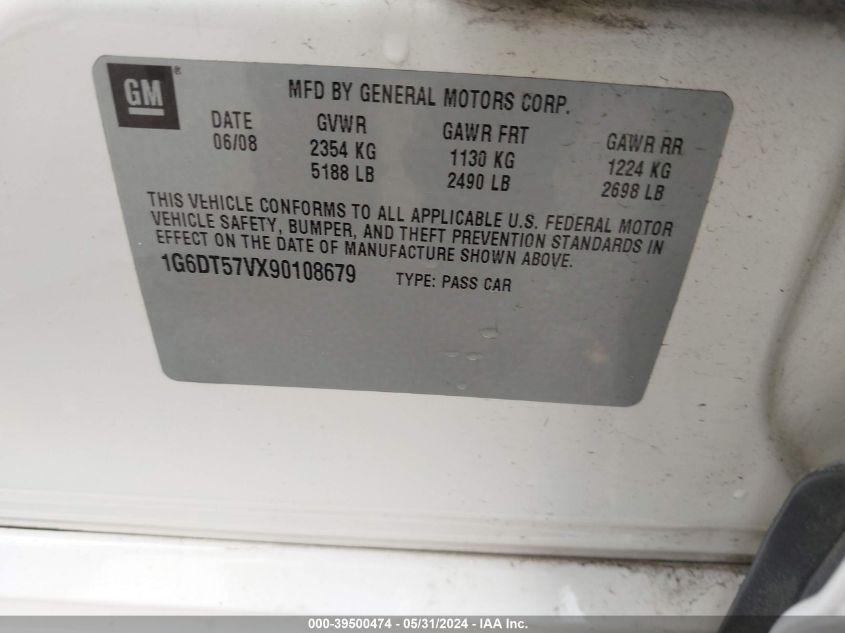 GM®
MFD BY GENERAL MOTORS CORP.
DATE GVWR GAWR FRT GAWR RR
06/08 2354 KG 1130 KG 1224 KG
5188 LB 2490 LB 2698 LB
THIS VEHICLE CONFORMS TO ALL APPLICABLE U.S. FEDERAL MOTOR
VEHICLE SAFETY, BUMPER, AND THEFT PREVENTION STANDARDS IN
EFFECT ON THE DATE OF MANUFACTURE SHOWN ABOVE.
1G6DT57VX90108679 TYPE: PASS CAR
000-39500474 - 05/31/2024 - IAA Inc.